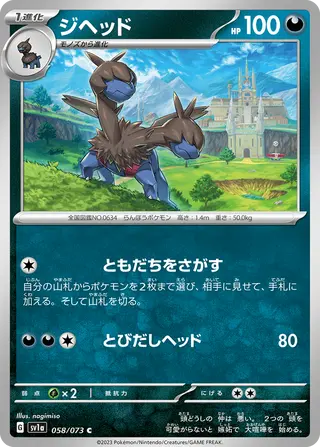 1進化
ジヘッド
HP 100
モノズから進化
全国図鑑NO.0634 らんぼうポケモン 高さ:1.4m 重さ:50.0kg
ともだちをさがす
自分の山札からポケモンを2枚まで選び、相手に見せて、手札に
加える。そして山札を切る。
とびだしヘッド 80
弱点 ×2 抵抗力 にげる
Illus. nagimiso
G sv1a 058/073 C
頭どうしの 仲は 悪い。 2つの 頭を
可愛がらないと 大喧嘩を 始める。
©2023 Pokémon/Nintendo/Creatures/GAME FREAK.